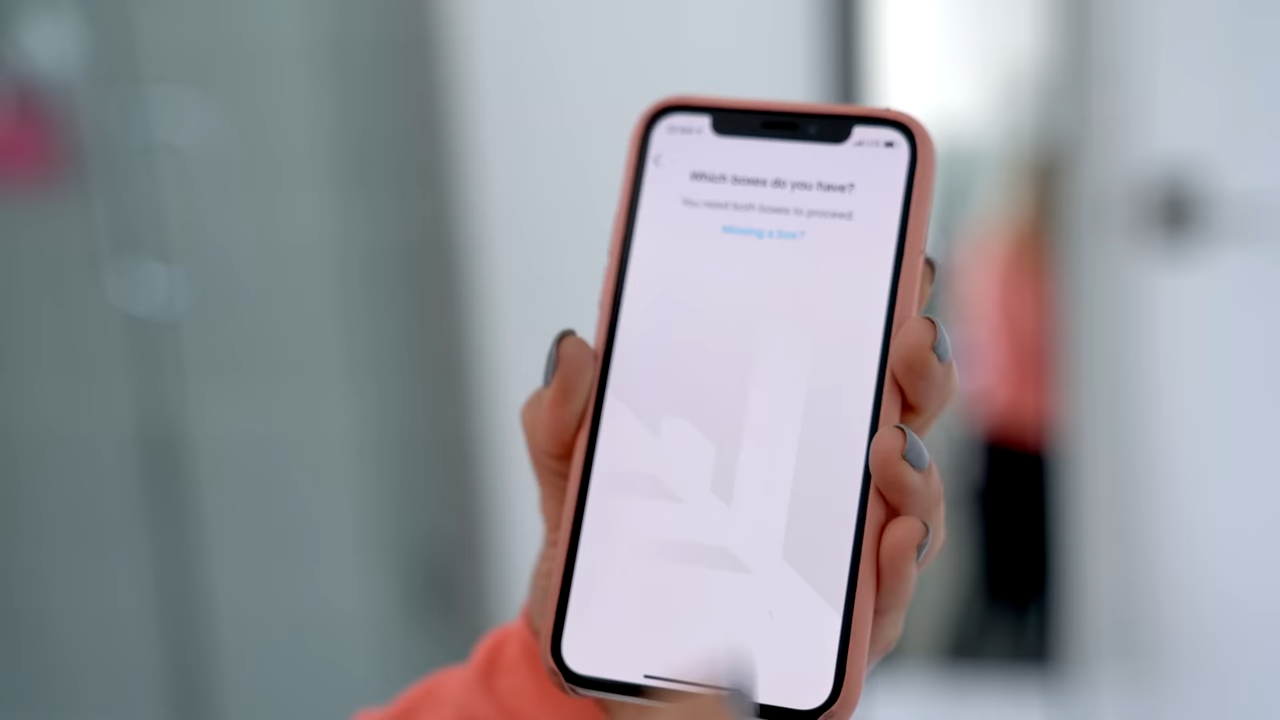 Which boxes do you have?
You need both boxes to proceed.
Missing a box?